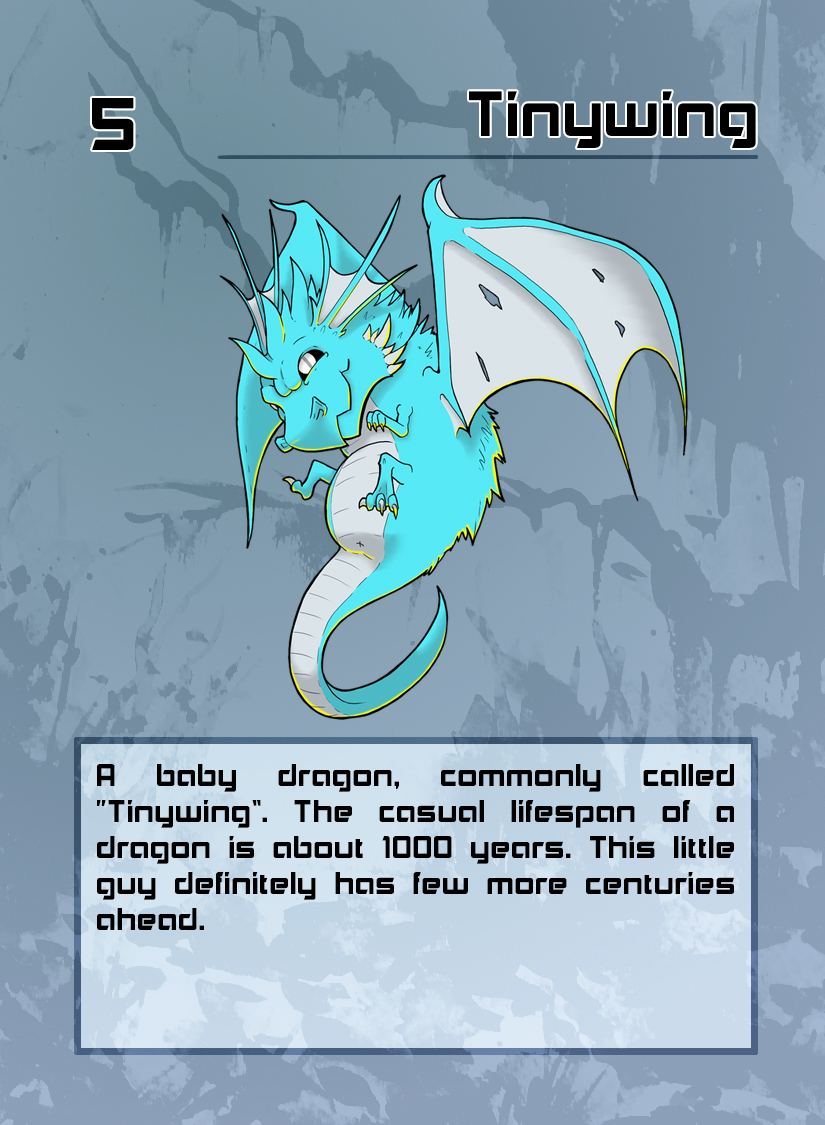 5
Tinywing
A baby dragon, commonly called
"Tinywing". The casual lifespan of a
dragon is about 1000 years. This little
guy definitely has few more centuries
ahead.